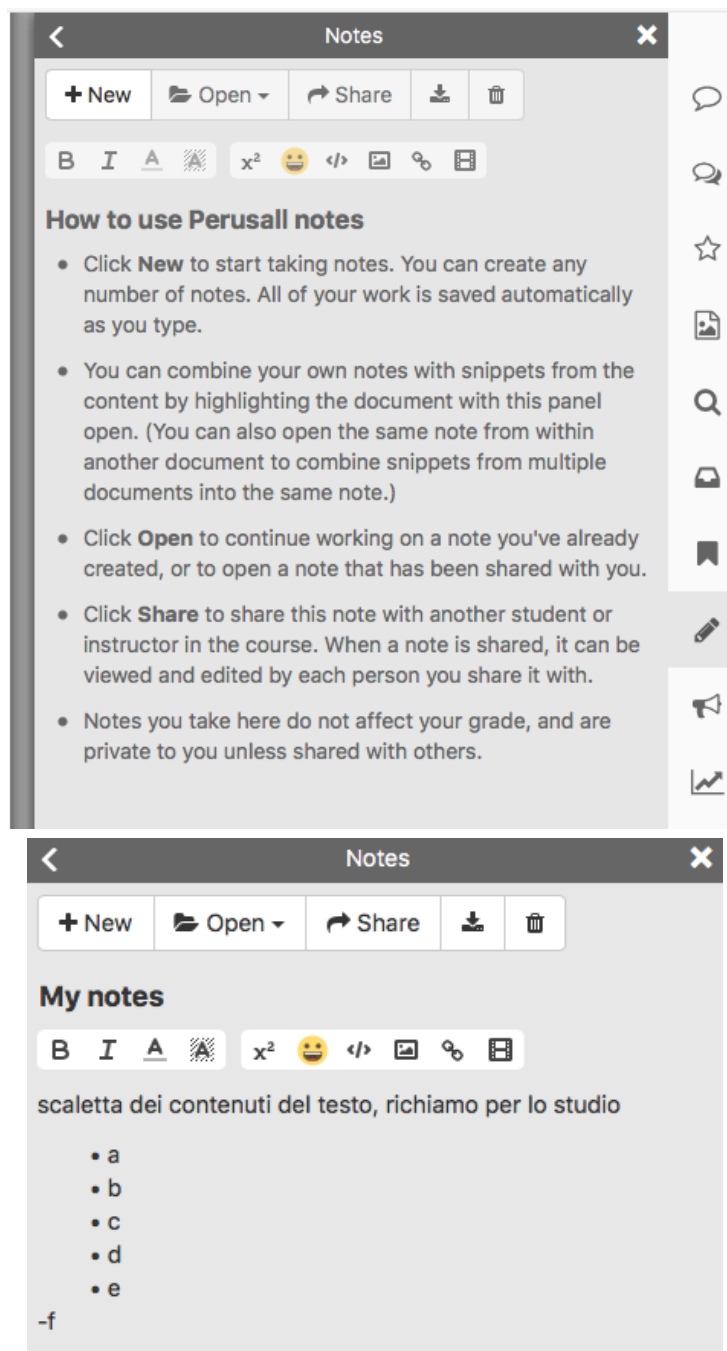 Notes
New Open Share
B I A A x² </>
How to use Perusall notes
• Click New to start taking notes. You can create any
number of notes. All of your work is saved automatically
as you type.
• You can combine your own notes with snippets from the
content by highlighting the document with this panel
open. (You can also open the same note from within
another document to combine snippets from multiple
documents into the same note.)
• Click Open to continue working on a note you've already
created, or to open a note that has been shared with you.
• Click Share to share this note with another student or
instructor in the course. When a note is shared, it can be
viewed and edited by each person you share it with.
• Notes you take here do not affect your grade, and are
private to you unless shared with others.
Notes
New Open Share
My notes
B I A A x² </>
scaletta dei contenuti del testo, richiamo per lo studio
• a
• b
• c
• d
• e
-f